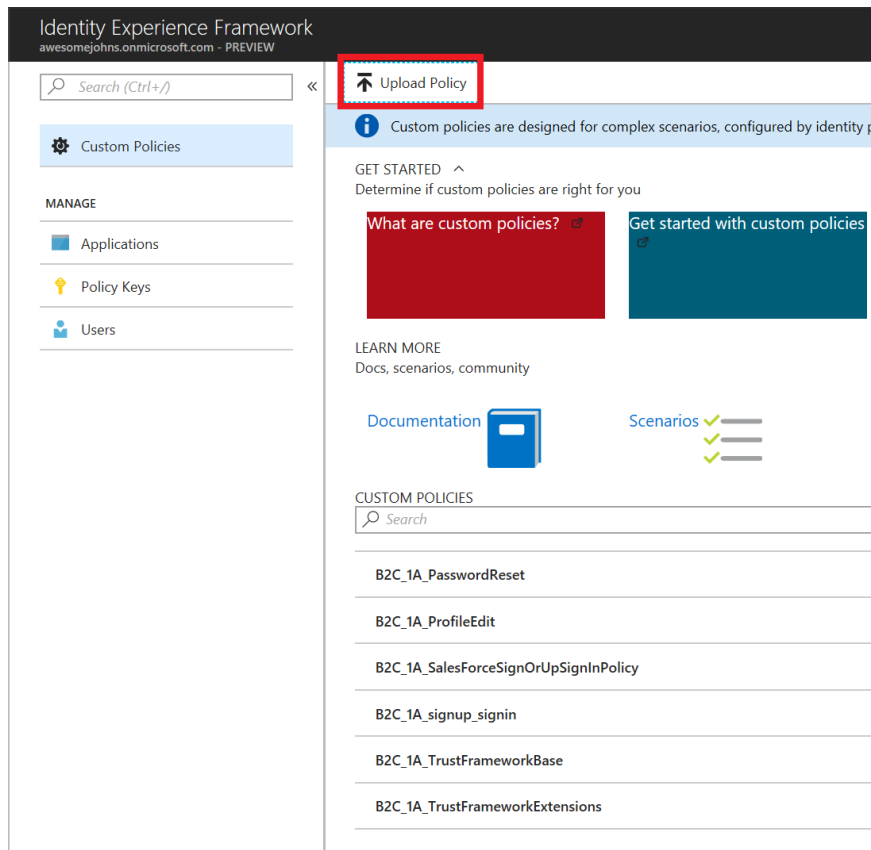 Identity Experience Framework
awesomejohns.onmicrosoft.com - PREVIEW
Search (Ctrl+/)
«
Custom Policies
MANAGE
Applications
Policy Keys
Users
Upload Policy
Custom policies are designed for complex scenarios, configured by identity p
GET STARTED
Determine if custom policies are right for you
What are custom policies?
Get started with custom policies
LEARN MORE
Docs, scenarios, community
Documentation
Scenarios
CUSTOM POLICIES
Search
B2C_1A_PasswordReset
B2C_1A_ProfileEdit
B2C_1A_SalesForceSignOrUpSignInPolicy
B2C_1A_signup_signin
B2C_1A_TrustFrameworkBase
B2C_1A_TrustFrameworkExtensions